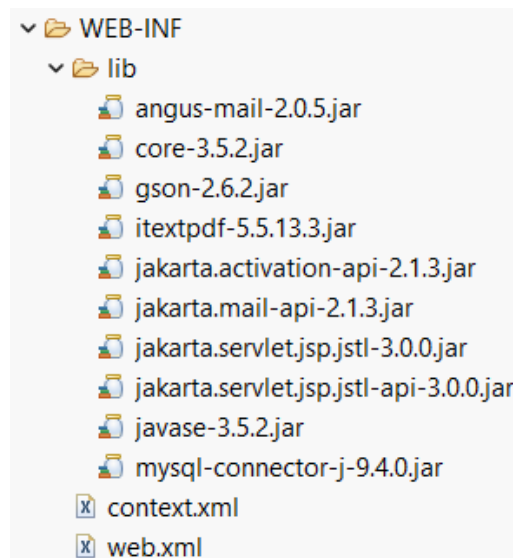 WEB-INF
lib
angus-mail-2.0.5.jar
core-3.5.2.jar
gson-2.6.2.jar
itextpdf-5.5.13.3.jar
jakarta.activation-api-2.1.3.jar
jakarta.mail-api-2.1.3.jar
jakarta.servlet.jsp.jstl-3.0.0.jar
jakarta.servlet.jsp.jstl-api-3.0.0.jar
javase-3.5.2.jar
mysql-connector-j-9.4.0.jar
context.xml
web.xml